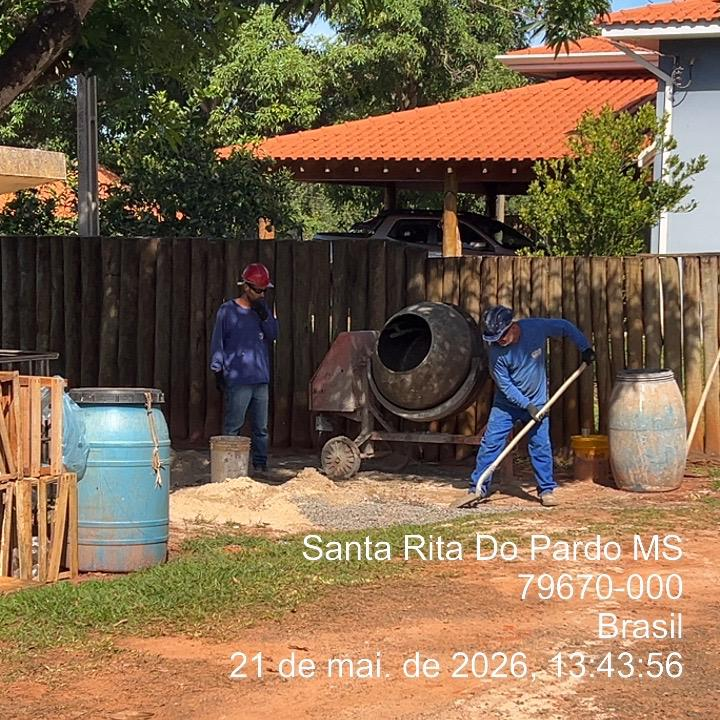 Santa Rita Do Pardo MS
79670-000
Brasil
21 de mai. de 2026, 13:43:56